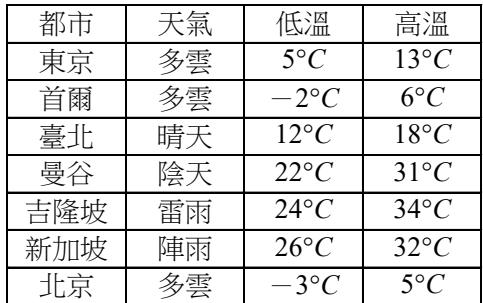 都市 天氣 低溫 高溫
東京 多雲 5°C 13°C
首爾 多雲 －2°C 6°C
臺北 晴天 12°C 18°C
曼谷 陰天 22°C 31°C
吉隆坡 雷雨 24°C 34°C
新加坡 陣雨 26°C 32°C
北京 多雲 －3°C 5°C